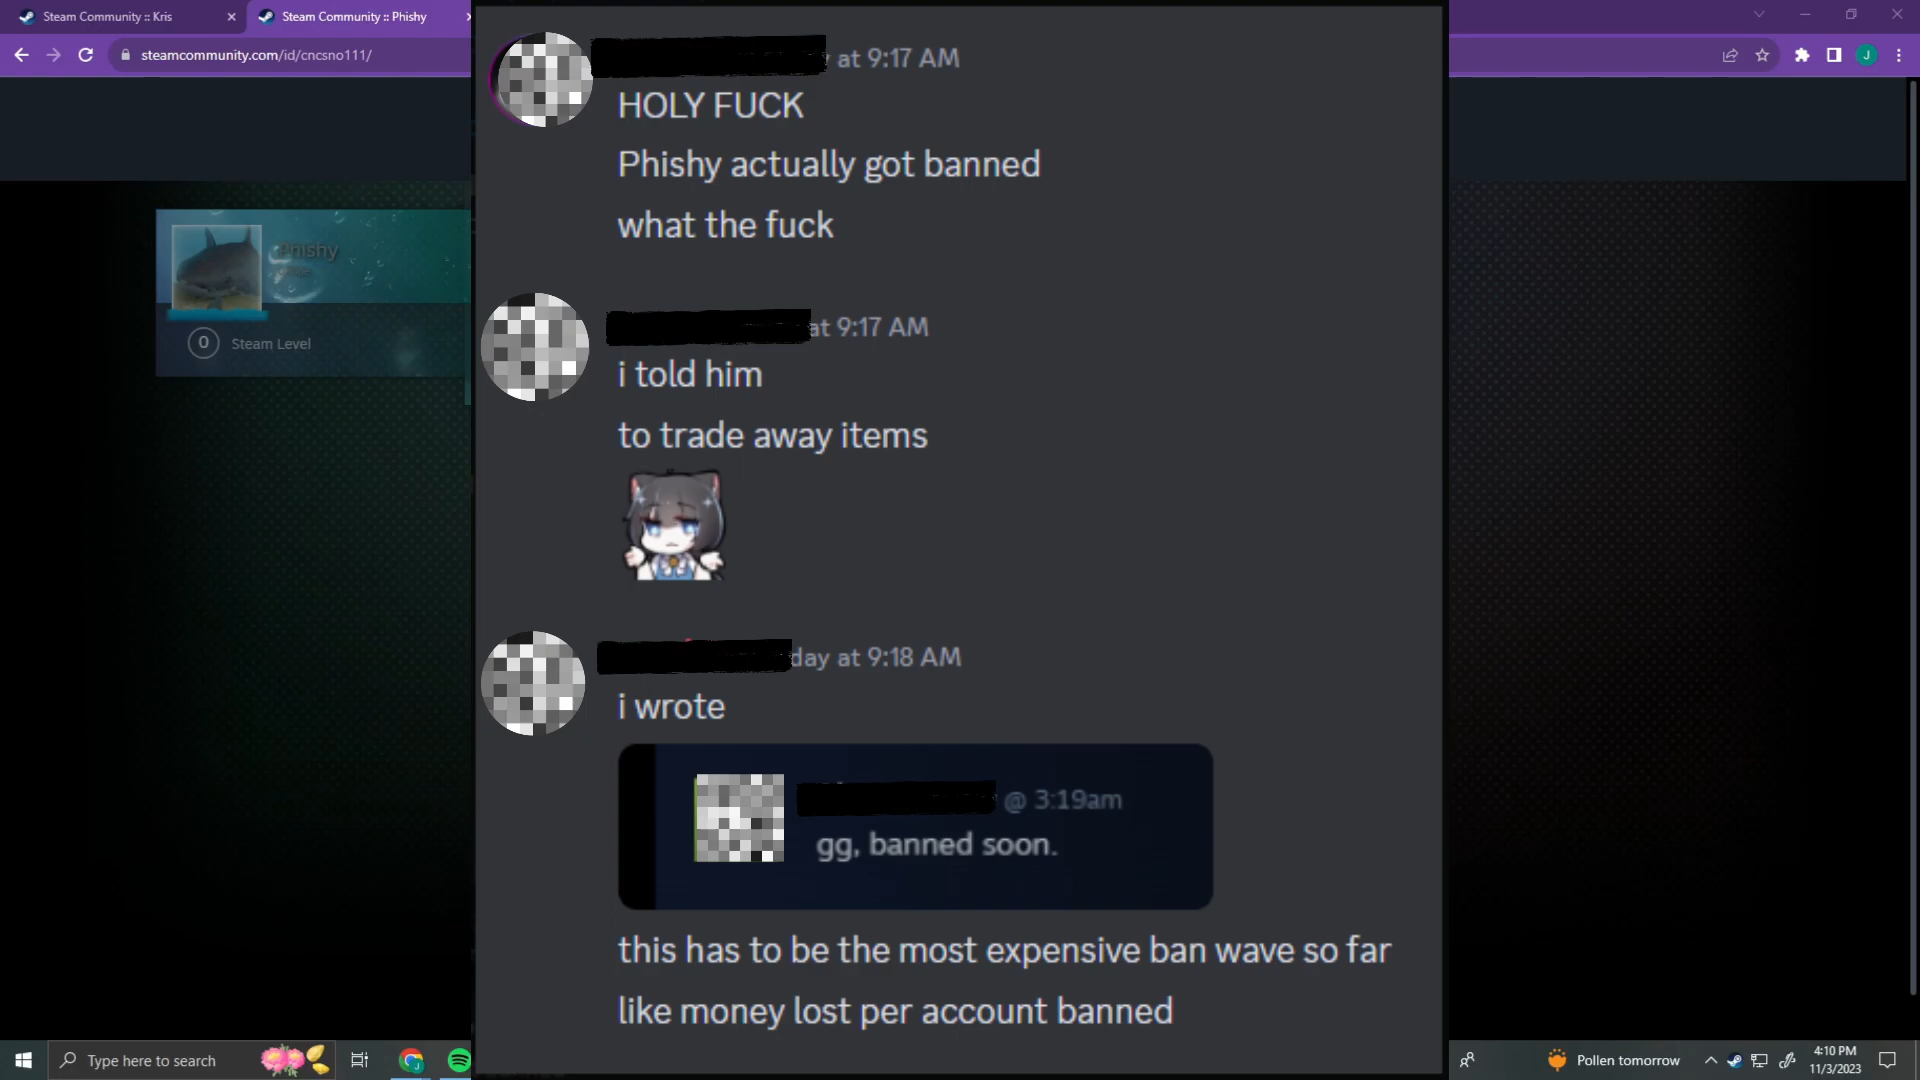 Steam Community :: Kris
Steam Community :: Phishy
steamcommunity.com/id/cncsno111/
J
Phishy
0 Steam Level
at 9:17 AM
HOLY FUCK
Phishy actually got banned
what the fuck
at 9:17 AM
i told him
to trade away items
day at 9:18 AM
i wrote
@ 3:19am
gg, banned soon.
this has to be the most expensive ban wave so far
like money lost per account banned
Type here to search
Pollen tomorrow
4:10 PM
11/3/2023